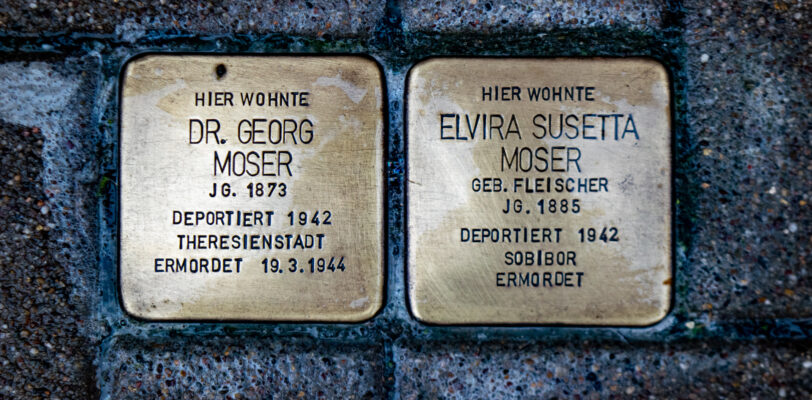 HIER WOHNTE
DR. GEORG
MOSER
JG. 1873
DEPORTIERT 1942
THERESIENSTADT
ERMORDET 19.3.1944
HIER WOHNTE
ELVIRA SUSETTA
MOSER
GEB. FLEISCHER
JG. 1885
DEPORTIERT 1942
SOBIBOR
ERMORDET